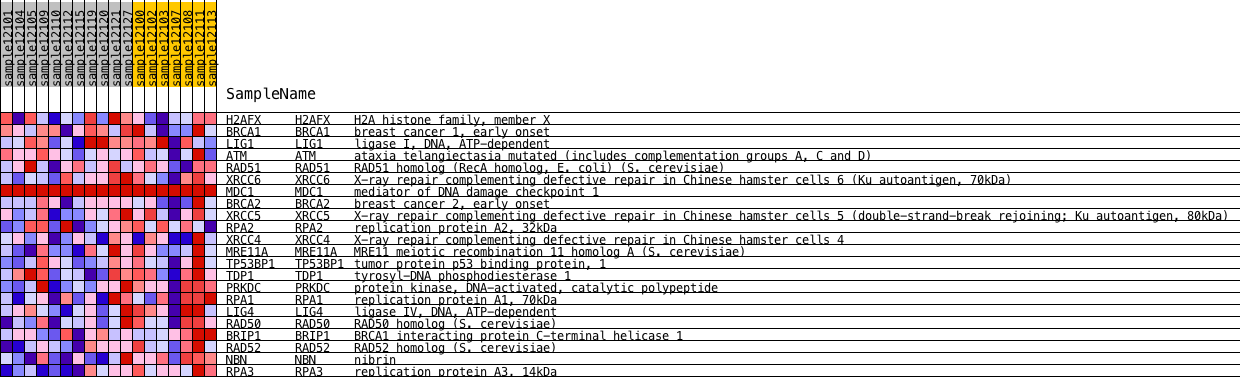 sample12101
sample12104
sample12105
sample12109
sample12110
sample12112
sample12115
sample12119
sample12120
sample12121
sample12127
sample12100
sample12102
sample12103
sample12107
sample12108
sample12111
sample12113
SampleName
H2AFX H2AFX H2A histone family, member X
BRCA1 BRCA1 breast cancer 1, early onset
LIG1 LIG1 ligase I, DNA, ATP-dependent
ATM ATM ataxia telangiectasia mutated (includes complementation groups A, C and D)
RAD51 RAD51 RAD51 homolog (RecA homolog, E. coli) (S. cerevisiae)
XRCC6 XRCC6 X-ray repair complementing defective repair in Chinese hamster cells 6 (Ku autoantigen, 70kDa)
MDC1 MDC1 mediator of DNA damage checkpoint 1
BRCA2 BRCA2 breast cancer 2, early onset
XRCC5 XRCC5 X-ray repair complementing defective repair in Chinese hamster cells 5 (double-strand-break rejoining; Ku autoantigen, 80kDa)
RPA2 RPA2 replication protein A2, 32kDa
XRCC4 XRCC4 X-ray repair complementing defective repair in Chinese hamster cells 4
MRE11A MRE11A MRE11 meiotic recombination 11 homolog A (S. cerevisiae)
TP53BP1 TP53BP1 tumor protein p53 binding protein, 1
TDP1 TDP1 tyrosyl-DNA phosphodiesterase 1
PRKDC PRKDC protein kinase, DNA-activated, catalytic polypeptide
RPA1 RPA1 replication protein A1, 70kDa
LIG4 LIG4 ligase IV, DNA, ATP-dependent
RAD50 RAD50 RAD50 homolog (S. cerevisiae)
BRIP1 BRIP1 BRCA1 interacting protein C-terminal helicase 1
RAD52 RAD52 RAD52 homolog (S. cerevisiae)
NBN NBN nibrin
RPA3 RPA3 replication protein A3, 14kDa